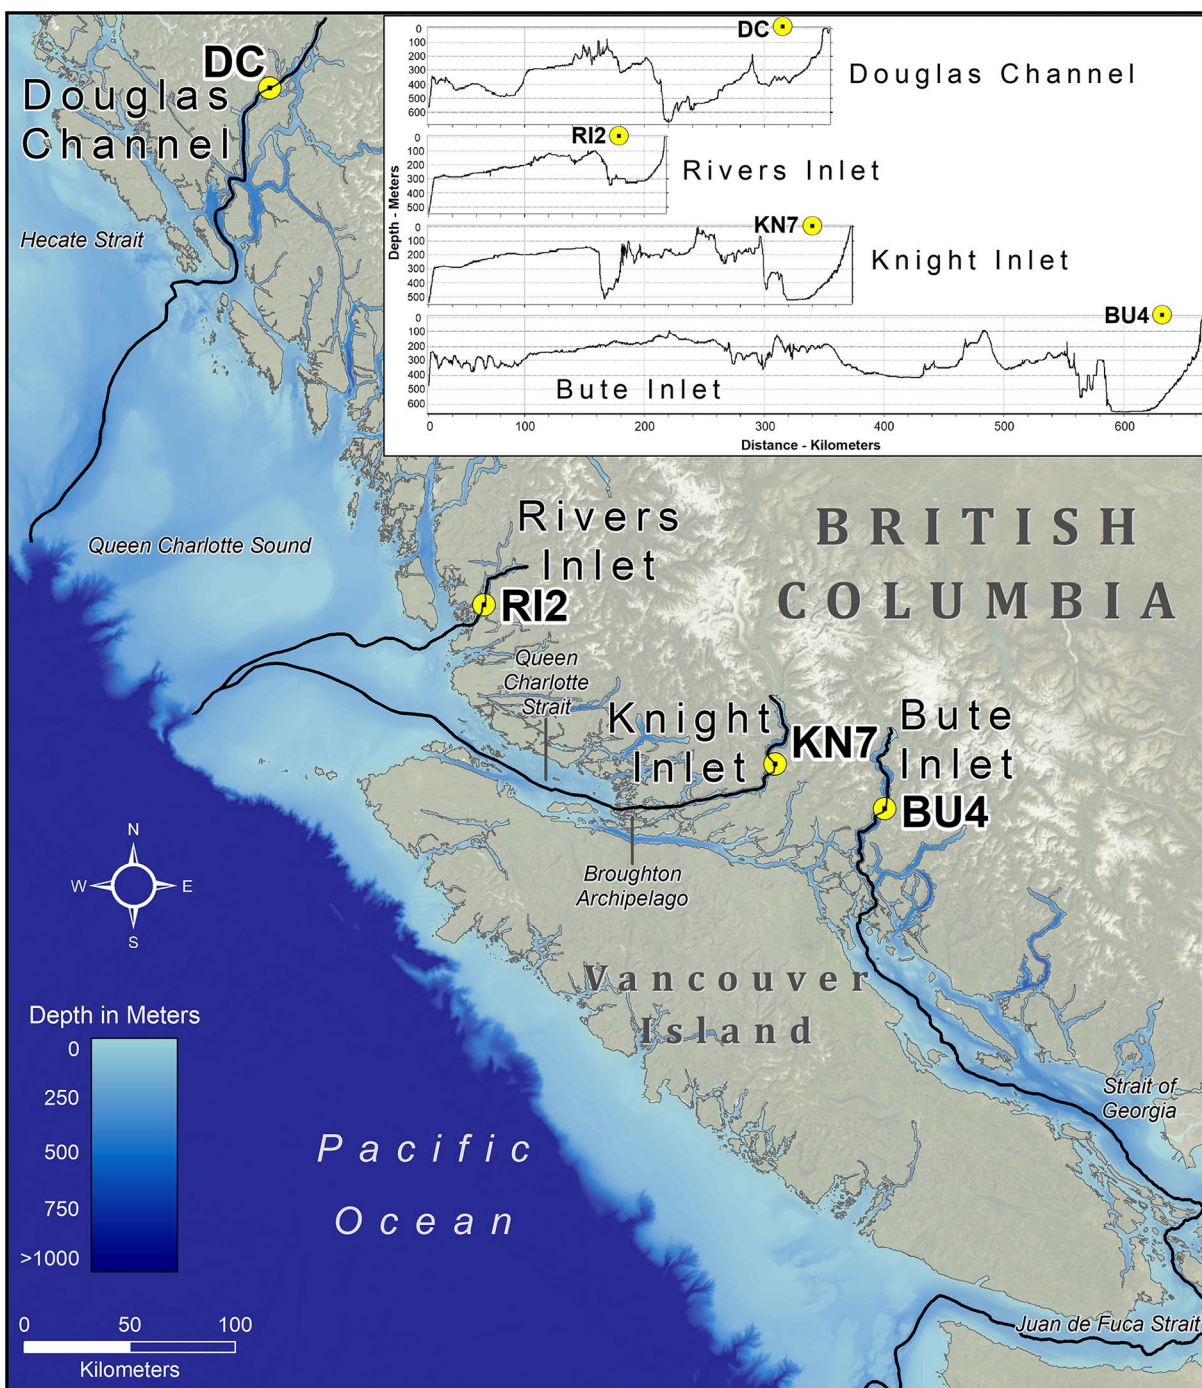 DC
0
100
200
300
400
500
600
Douglas Channel
RI2
0
100
200
300
400
500
Rivers Inlet
Depth - Meters
KN7
0
100
200
300
400
500
Knight Inlet
BU4
0
100
200
300
400
500
600
Bute Inlet
0 100 200 300 400 500 600
Distance - Kilometers
DC
Douglas
Channel
Hecate Strait
Queen Charlotte Sound
Rivers
Inlet
RI2
BRITISH
COLUMBIA
Queen
Charlotte
Strait
Knight
Inlet
KN7
Bute
Inlet
BU4
Broughton
Archipelago
N
W E
S
Vancouver
Island
Depth in Meters
0
250
500
750
>1000
Strait of
Georgia
Pacific
Ocean
Juan de Fuca Strait
0 50 100
Kilometers